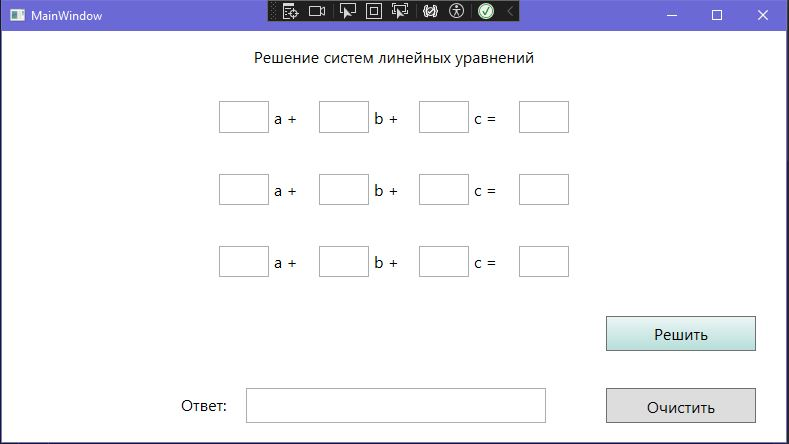 MainWindow
Решение систем линейных уравнений
a + b + c =
a + b + c =
a + b + c =
Решить
Ответ:
Очистить